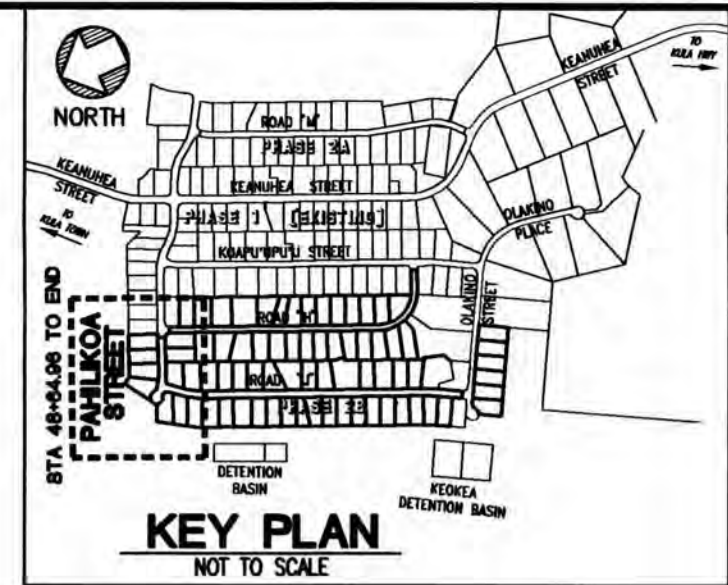 NORTH
TO
KULA HWY
KEANUHEA
STREET
ROAD "M"
PHASE 2A
KEANUHEA
STREET
TO
KULA TOWN
KEANUHEA STREET
PHASE 1 (EXISTING)
OLAKINO
PLACE
KOAPU'UPU'U STREET
OLAKINO
STREET
ROAD "H"
STA 48+64.96 TO END
PAHILIKOA
STREET
ROAD "L"
PHASE 2B
DETENTION
BASIN
KEOKEA
DETENTION BASIN
KEY PLAN
NOT TO SCALE